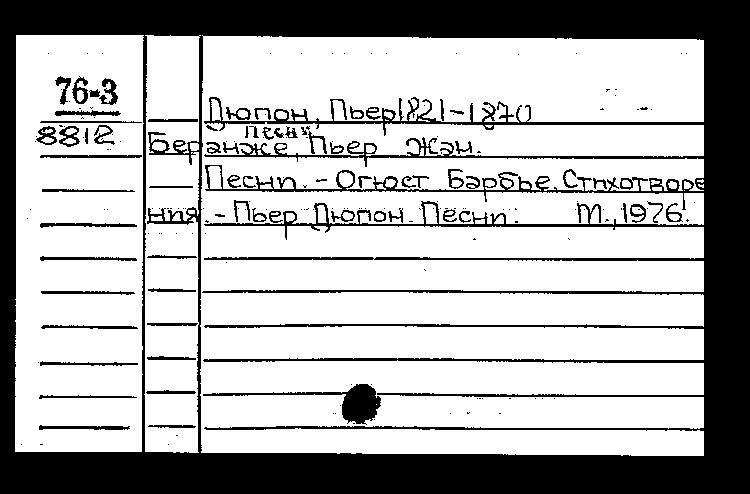 76-3
8812
Дюпон, Пьер 1821-1870
песни
Беранже, Пьер Жан.
Песни. - Огюст Барбье. Стихотворе
ния. - Пьер Дюпон. Песни. М., 1976.